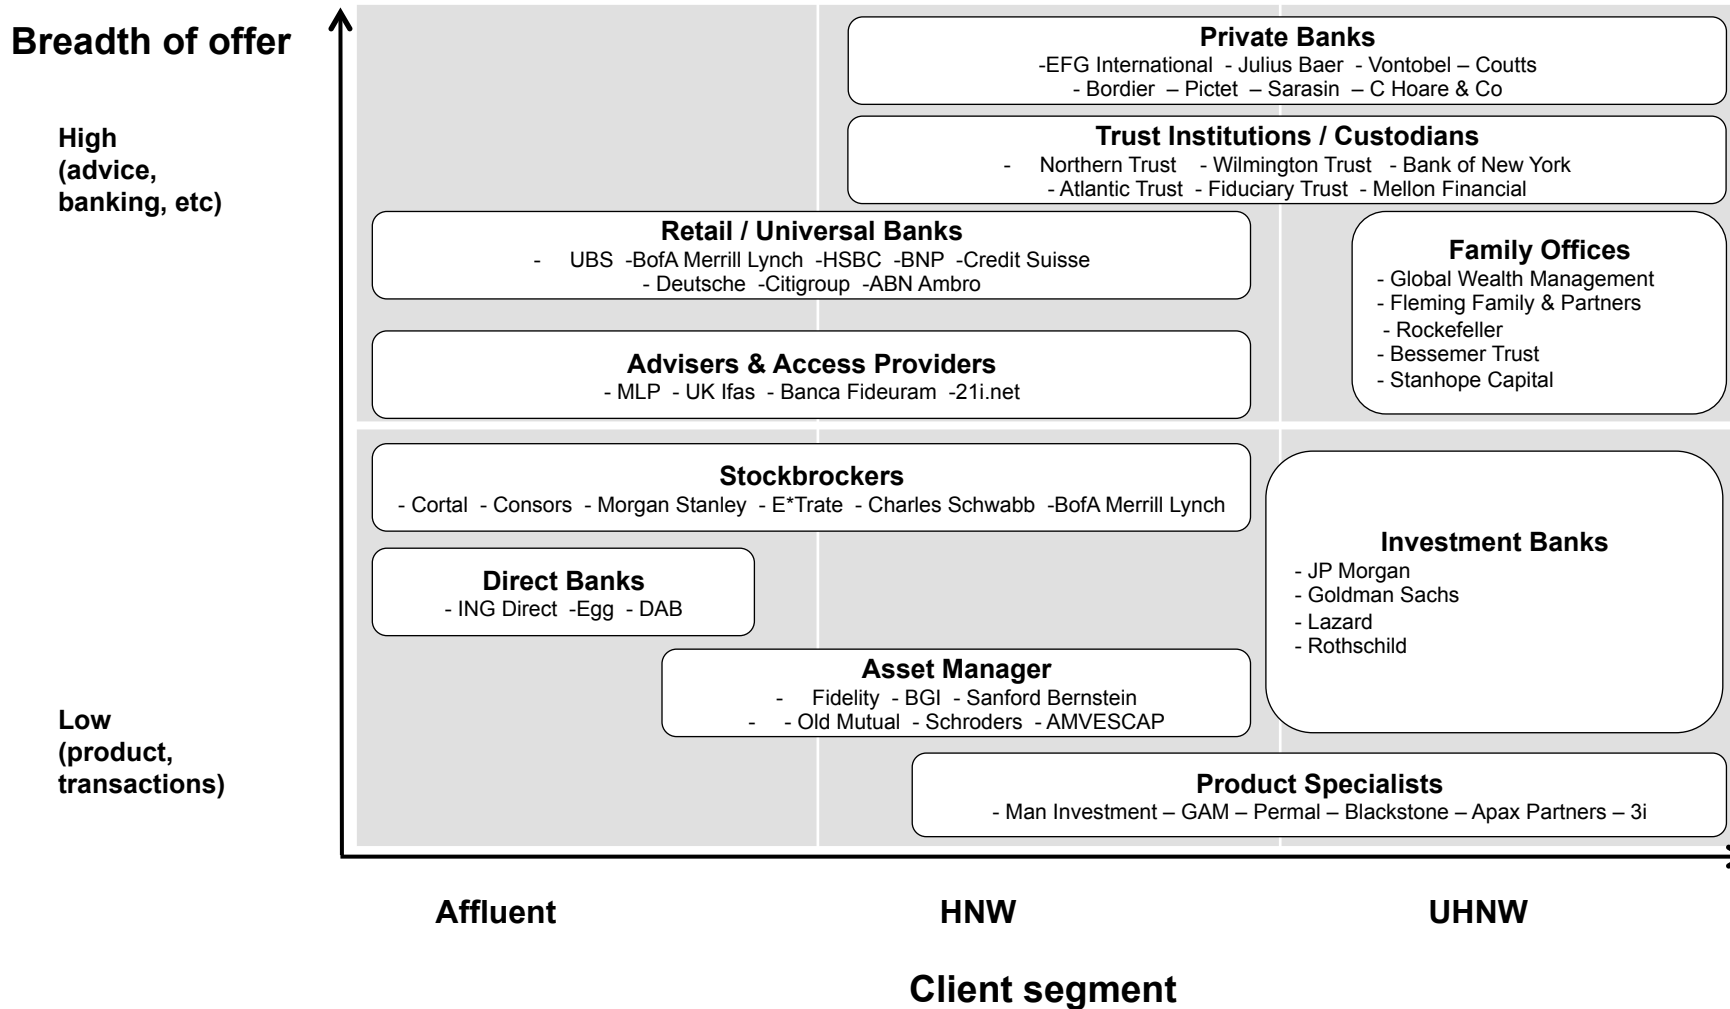 Breadth of offer
High
(advice,
banking, etc)
Low
(product,
transactions)
Private Banks
-EFG International - Julius Baer - Vontobel – Coutts
- Bordier – Pictet – Sarasin – C Hoare & Co
Trust Institutions / Custodians
- Northern Trust - Wilmington Trust - Bank of New York
- Atlantic Trust - Fiduciary Trust - Mellon Financial
Retail / Universal Banks
- UBS -BofA Merrill Lynch -HSBC -BNP -Credit Suisse
- Deutsche -Citigroup -ABN Ambro
Family Offices
- Global Wealth Management
- Fleming Family & Partners
- Rockefeller
- Bessemer Trust
- Stanhope Capital
Advisers & Access Providers
- MLP - UK Ifas - Banca Fideuram -21i.net
Stockbrockers
- Cortal - Consors - Morgan Stanley - E*Trate - Charles Schwabb -BofA Merrill Lynch
Investment Banks
- JP Morgan
- Goldman Sachs
- Lazard
- Rothschild
Direct Banks
- ING Direct -Egg - DAB
Asset Manager
- Fidelity - BGI - Sanford Bernstein
- - Old Mutual - Schroders - AMVESCAP
Product Specialists
- Man Investment – GAM – Permal – Blackstone – Apax Partners – 3i
Affluent
HNW
UHNW
Client segment